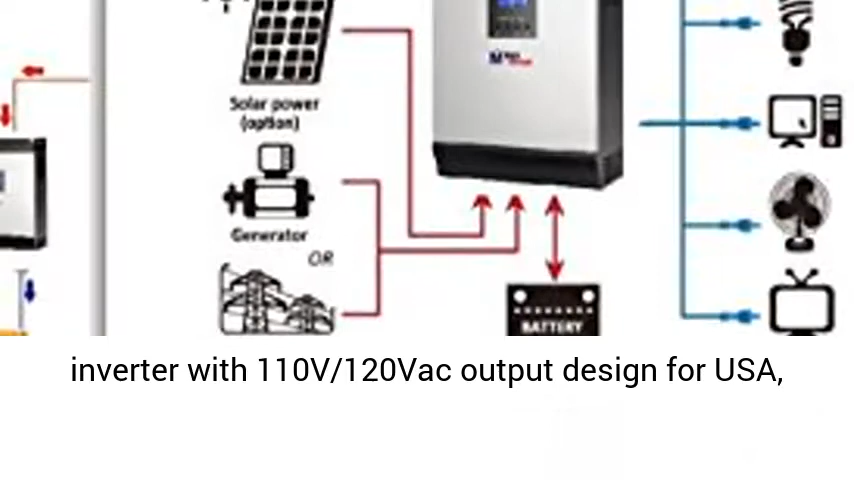 Solar power
(option)
Generator
OR
BATTERY
inverter with 110V/120Vac output design for USA,